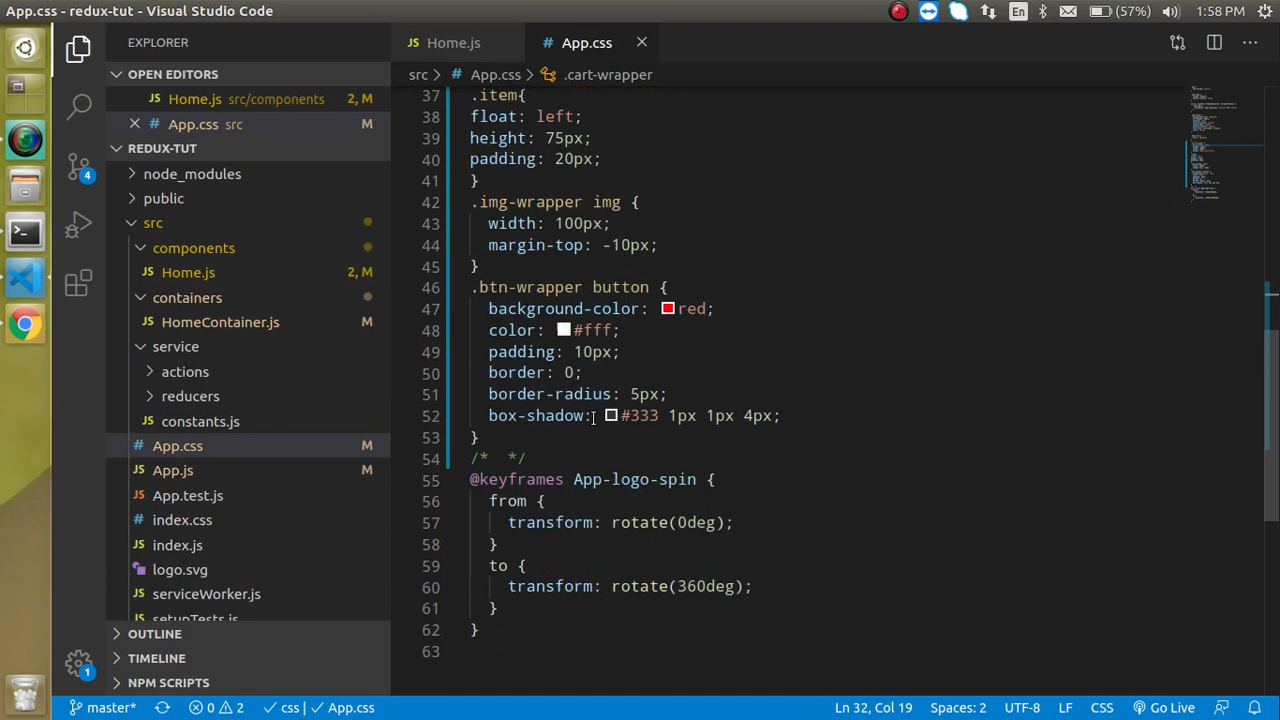 App.css - redux-tut - Visual Studio Code
En
(57%)
1:58 PM
EXPLORER
OPEN EDITORS
JS Home.js src/components 2, M
# App.css src M
REDUX-TUT
node_modules
public
src
components
JS Home.js 2, M
containers
JS HomeContainer.js M
service
actions
reducers
JS constants.js
# App.css M
JS App.js M
JS App.test.js
# index.css
JS index.js
logo.svg
JS serviceWorker.js
JS setupTests.js
OUTLINE
TIMELINE
NPM SCRIPTS
4
1
JS Home.js
# App.css
src > # App.css > .cart-wrapper
37 .item{
38 float: left;
39 height: 75px;
40 padding: 20px;
41 }
42 .img-wrapper img {
43 width: 100px;
44 margin-top: -10px;
45 }
46 .btn-wrapper button {
47 background-color: red;
48 color: #fff;
49 padding: 10px;
50 border: 0;
51 border-radius: 5px;
52 box-shadow: #333 1px 1px 4px;
53 }
54 /*  */
55 @keyframes App-logo-spin {
56 from {
57 transform: rotate(0deg);
58 }
59 to {
60 transform: rotate(360deg);
61 }
62 }
63
master*
0 2
css | App.css
Ln 32, Col 19
Spaces: 2
UTF-8
LF
CSS
Go Live